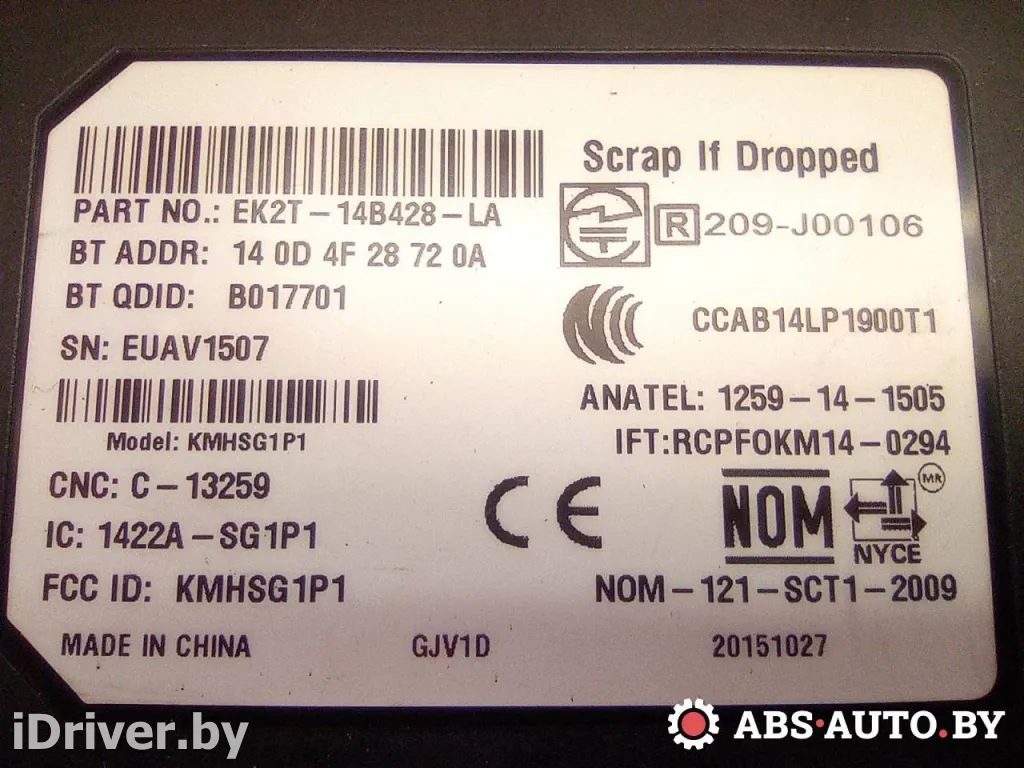 Scrap If Dropped
PART NO.: EK2T-14B428-LA
R 209-J00106
BT ADDR: 14 0D 4F 28 72 0A
BT QDID: B017701
CCAB14LP1900T1
SN: EUAV1507
ANATEL: 1259-14-1505
Model: KMHSG1P1
IFT:RCPFOKM14-0294
CNC: C-13259
CE
NOM
MR
NYCE
IC: 1422A-SG1P1
FCC ID: KMHSG1P1
NOM-121-SCT1-2009
MADE IN CHINA GJV1D 20151027
iDriver.by
ABS-AUTO.BY